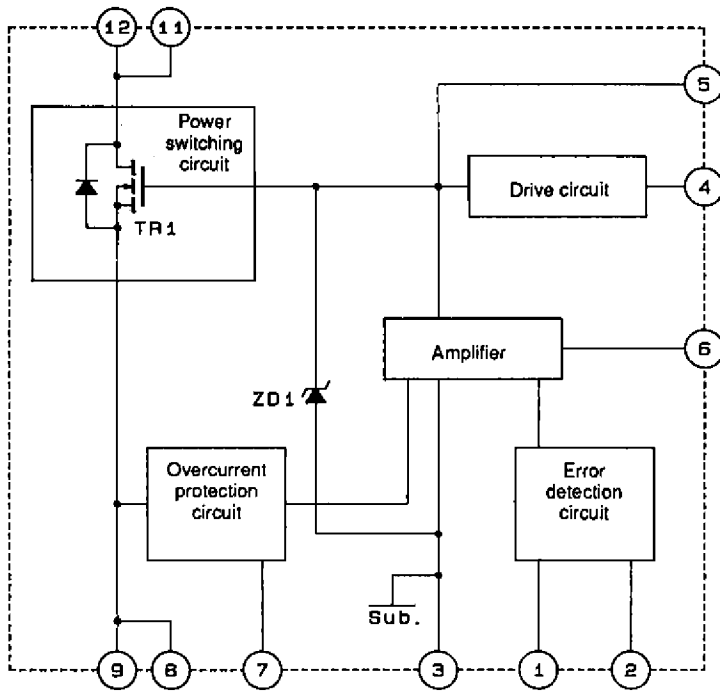 12 11
5
Power
switching
circuit
Drive circuit
4
TR1
Amplifier
6
ZD1
Overcurrent
protection
circuit
Error
detection
circuit
Sub.
9 8 7 3 1 2